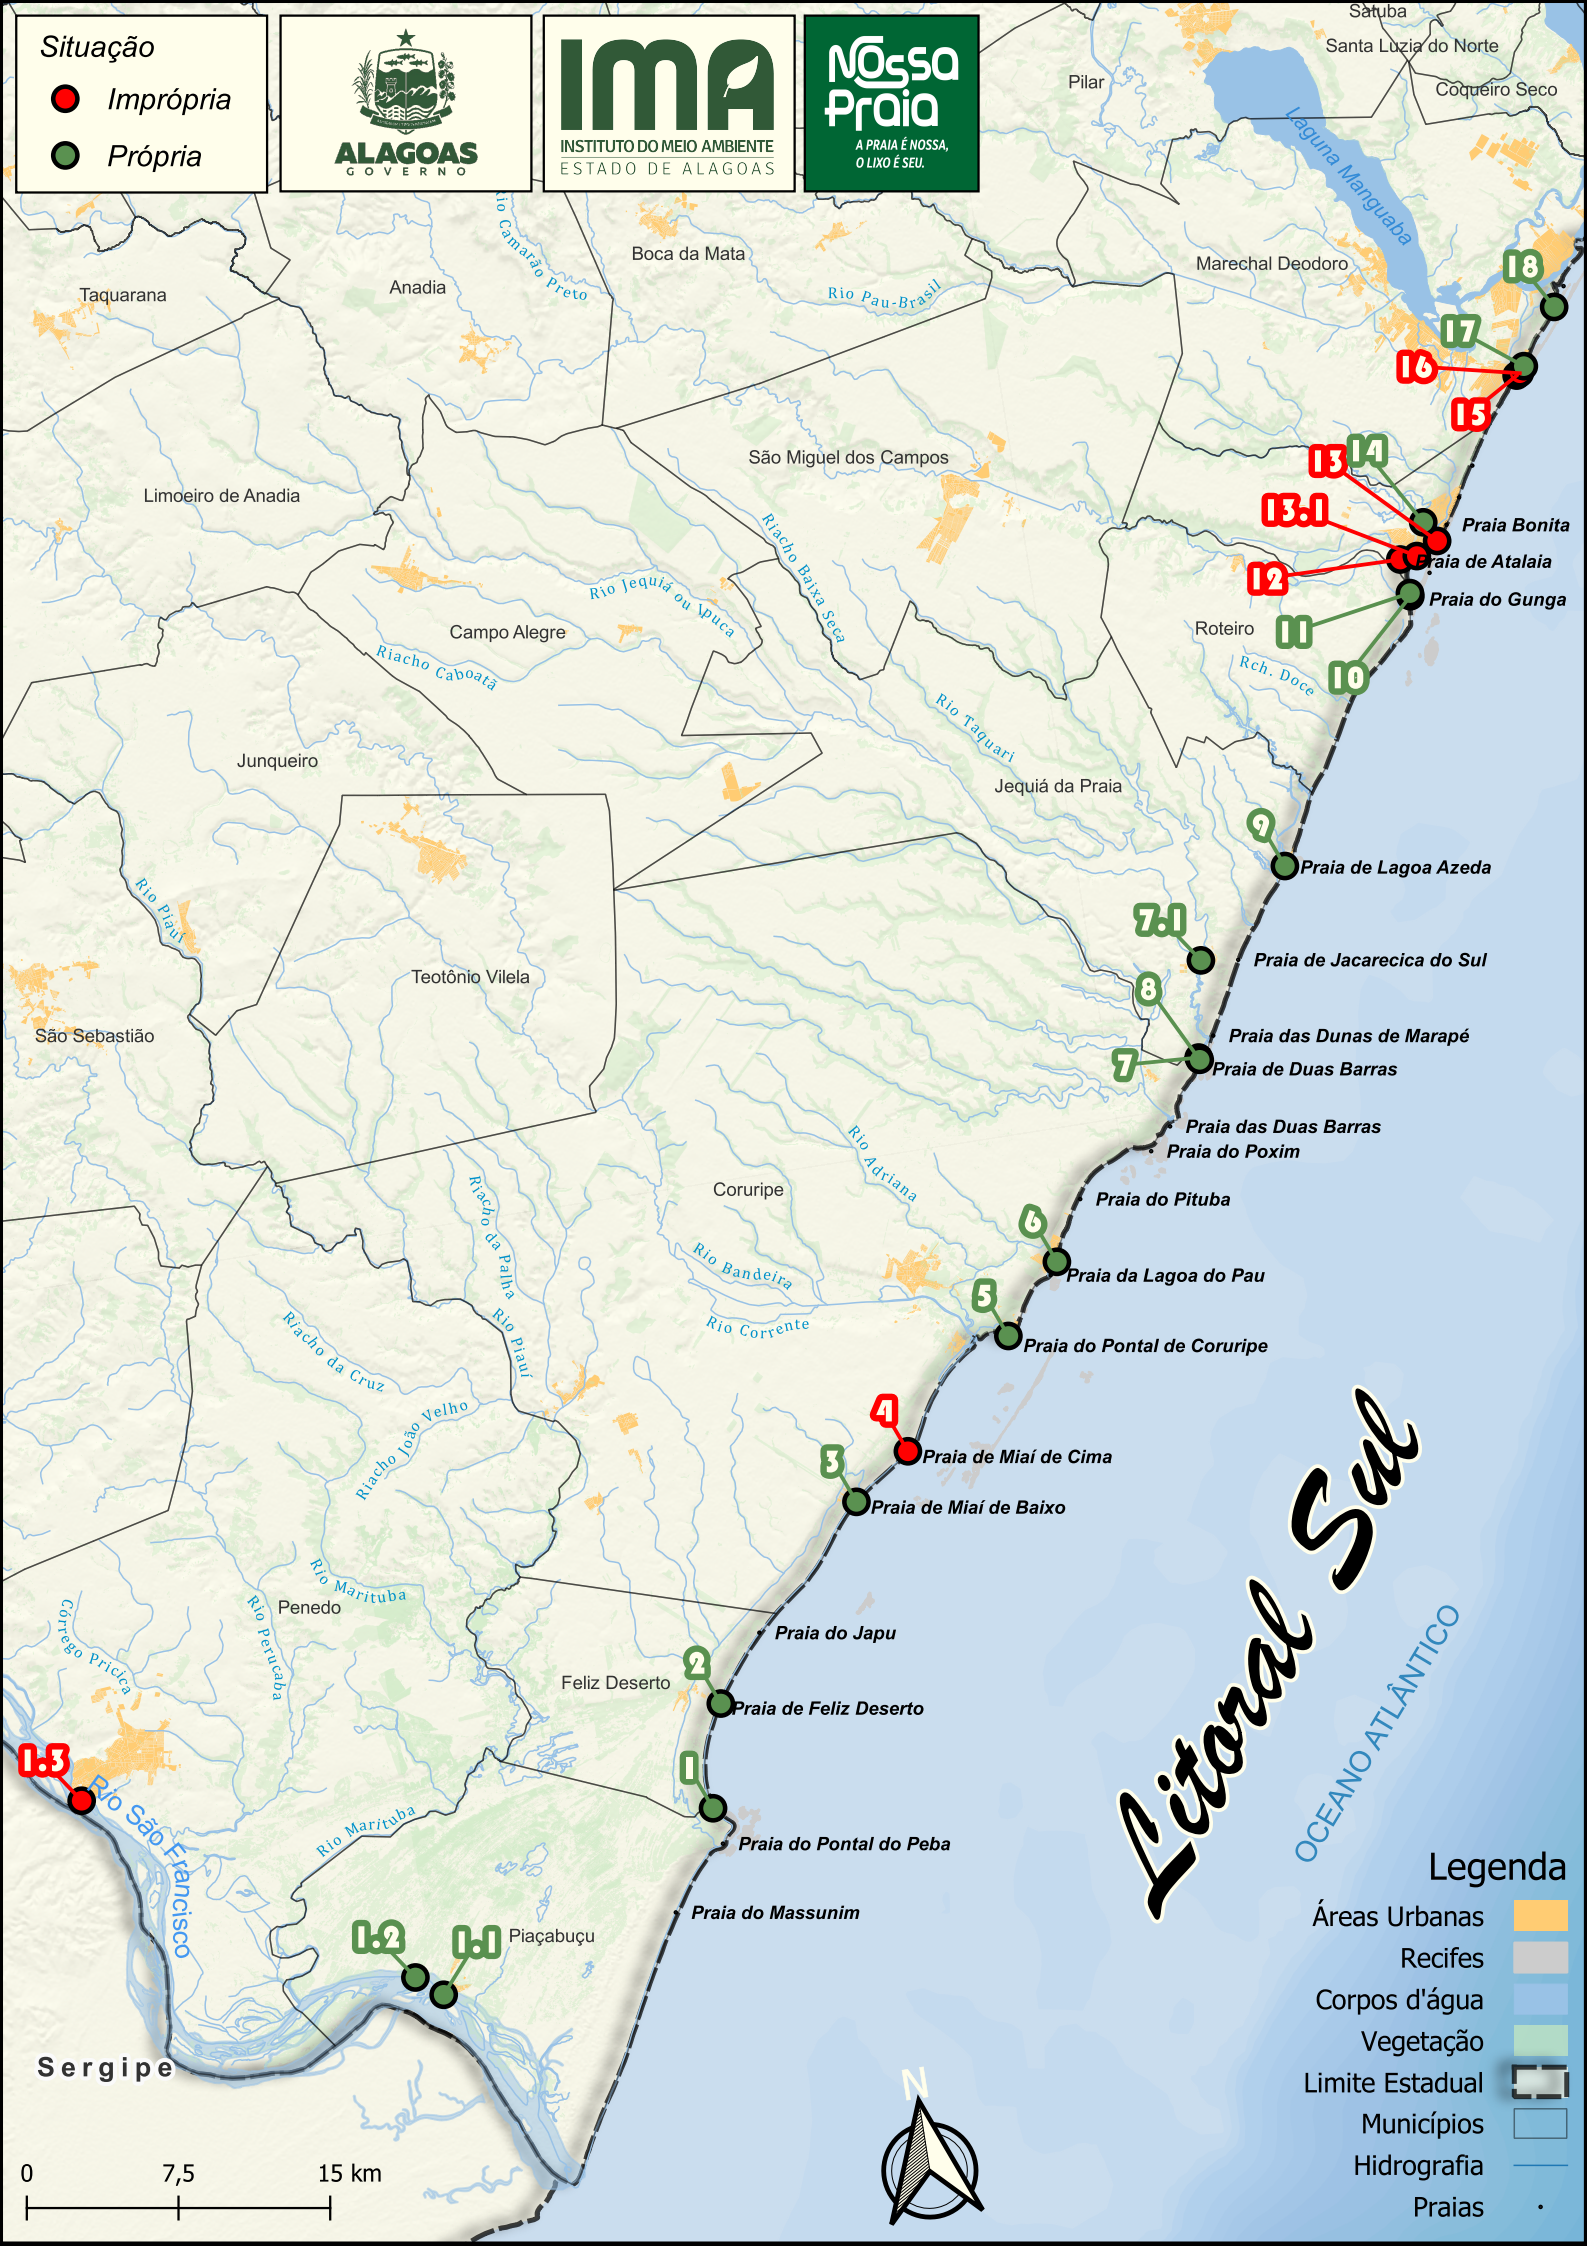 Situação
Imprópria
Própria
ALAGOAS
GOVERNO
IMA
INSTITUTO DO MEIO AMBIENTE
ESTADO DE ALAGOAS
Nossa
Praia
A PRAIA É NOSSA,
O LIXO É SEU.
Satuba
Santa Luzia do Norte
Pilar
Coqueiro Seco
Laguna Manguaba
Rio Camarão Preto
Boca da Mata
Marechal Deodoro
18
Taquarana
Anadia
Rio Pau-Brasil
17
16
15
São Miguel dos Campos
13
14
Limoeiro de Anadia
13.1
Praia Bonita
Riacho Baixa Seca
Praia de Atalaia
12
Rio Jequiá ou Ipuca
Praia do Gunga
Campo Alegre
Roteiro
11
Riacho Caboatã
Rch. Doce
10
Rio Taquari
Junqueiro
Jequiá da Praia
9
Praia de Lagoa Azeda
Rio Piauí
7.1
Praia de Jacarecica do Sul
Teotônio Vilela
8
São Sebastião
Praia das Dunas de Marapé
7
Praia de Duas Barras
Praia das Duas Barras
Praia do Poxim
Rio Adriana
Coruripe
Praia do Pituba
Riacho da Palha
6
Rio Bandeira
Praia da Lagoa do Pau
5
Rio Corrente
Riacho da Cruz
Rio Piauí
Praia do Pontal de Coruripe
4
Riacho João Velho
3
Praia de Miaí de Cima
Praia de Miaí de Baixo
Litoral Sul
Rio Marituba
Penedo
Córrego Pricica
Rio Perucaba
Praia do Japu
2
Feliz Deserto
Praia de Feliz Deserto
OCEANO ATLÂNTICO
1.3
1
Rio São Francisco
Rio Marituba
Praia do Pontal do Peba
Praia do Massunim
1.2
1.1
Piaçabuçu
Sergipe
Legenda
Áreas Urbanas
Recifes
Corpos d'água
Vegetação
Limite Estadual
Municípios
Hidrografia
Praias
N
0 7,5 15 km